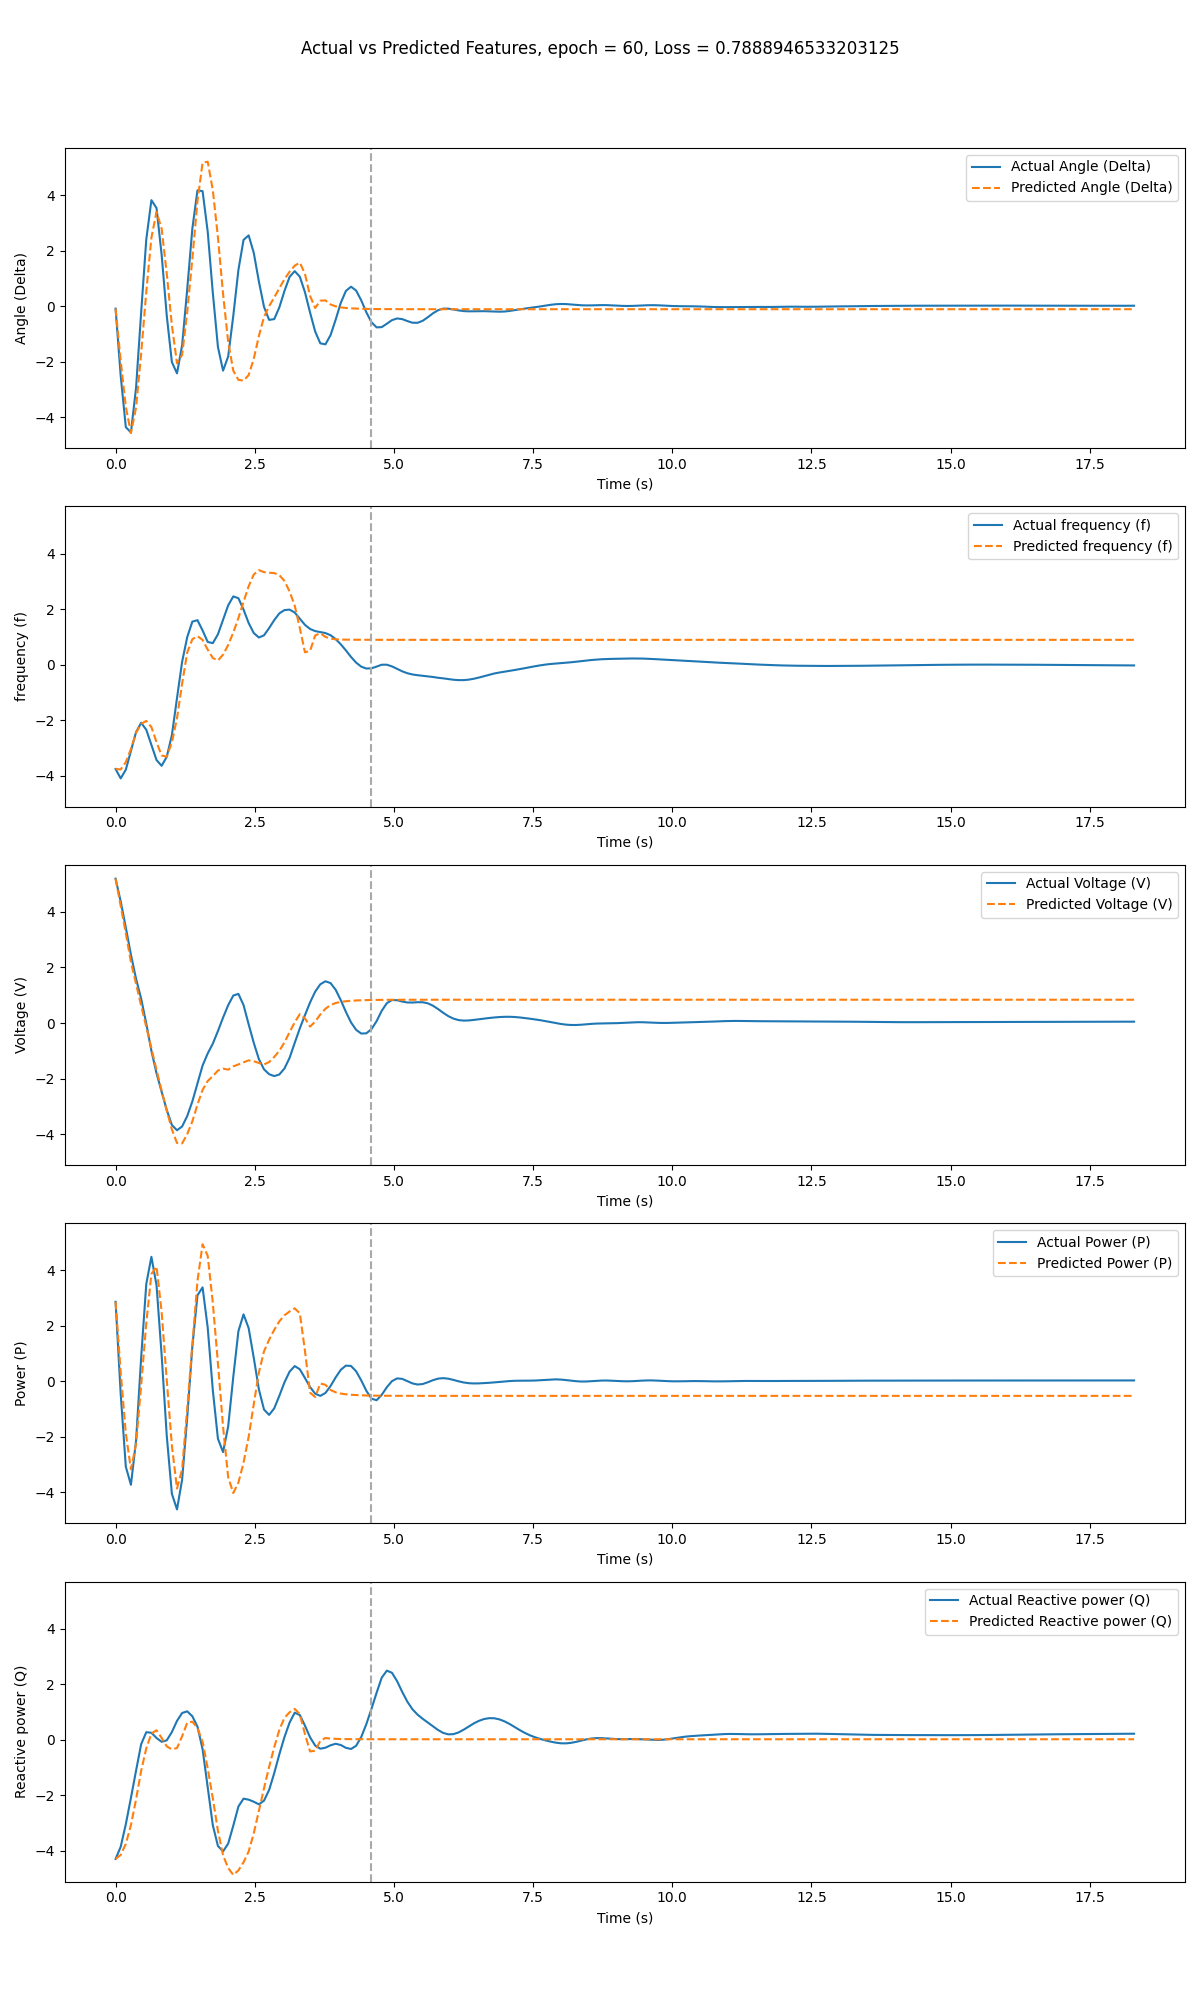 Actual vs Predicted Features, epoch = 60, Loss = 0.7888946533203125
Actual Angle (Delta)
Predicted Angle (Delta)
Angle (Delta)
4
2
0
−2
−4
0.0 2.5 5.0 7.5 10.0 12.5 15.0 17.5
Time (s)
Actual frequency (f)
Predicted frequency (f)
frequency (f)
4
2
0
−2
−4
0.0 2.5 5.0 7.5 10.0 12.5 15.0 17.5
Time (s)
Actual Voltage (V)
Predicted Voltage (V)
Voltage (V)
4
2
0
−2
−4
0.0 2.5 5.0 7.5 10.0 12.5 15.0 17.5
Time (s)
Actual Power (P)
Predicted Power (P)
Power (P)
4
2
0
−2
−4
0.0 2.5 5.0 7.5 10.0 12.5 15.0 17.5
Time (s)
Actual Reactive power (Q)
Predicted Reactive power (Q)
Reactive power (Q)
4
2
0
−2
−4
0.0 2.5 5.0 7.5 10.0 12.5 15.0 17.5
Time (s)